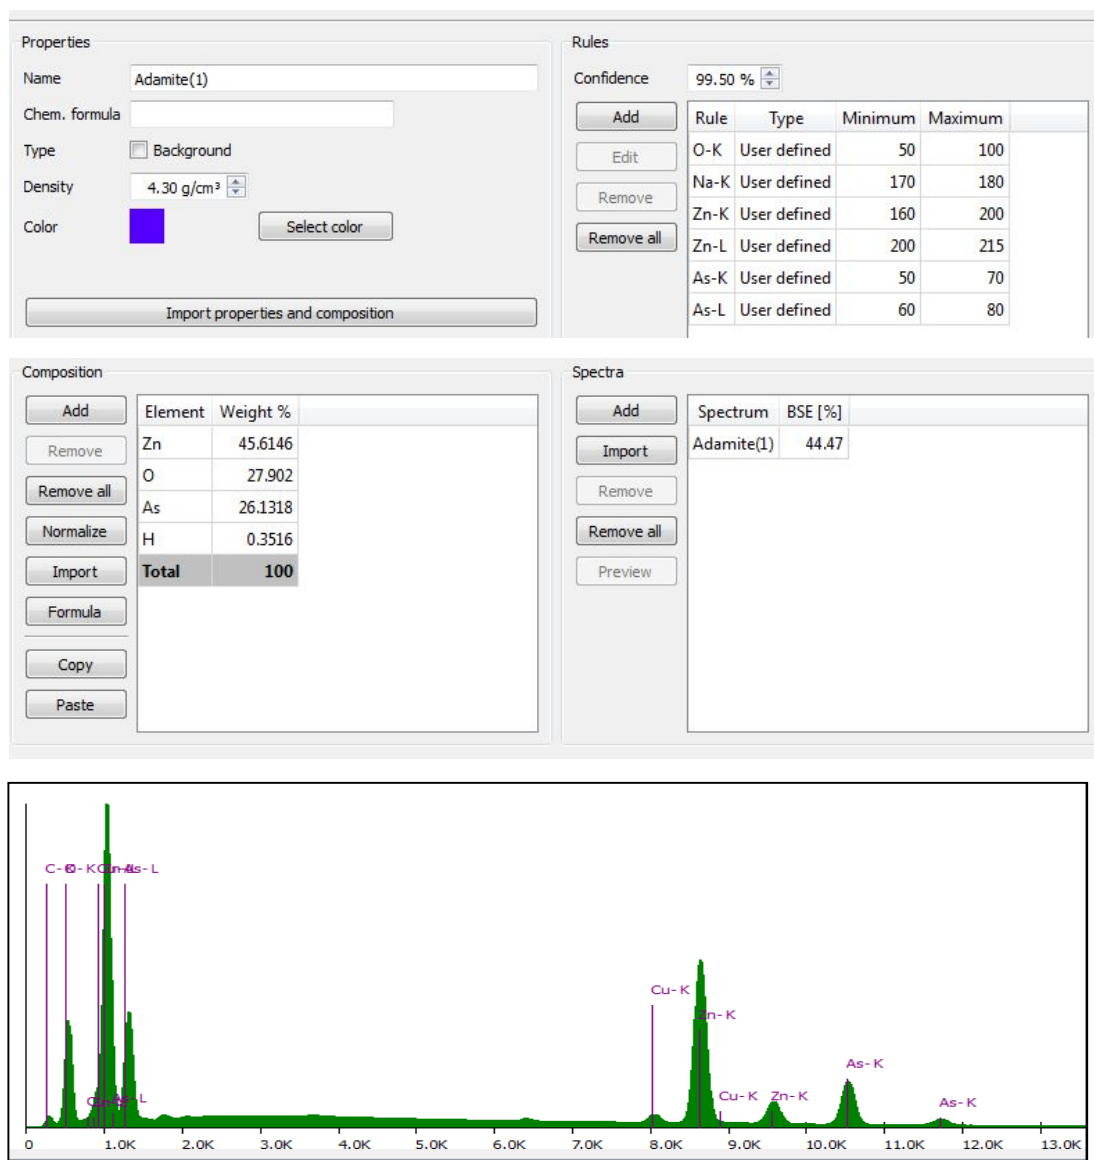 Properties
Name Adamite(1)
Chem. formula
Type Background
Density 4.30 g/cm³
Color Select color
Import properties and composition
Rules
Confidence 99.50 %
Add
Edit
Remove
Remove all
Rule Type Minimum Maximum
O-K User defined 50 100
Na-K User defined 170 180
Zn-K User defined 160 200
Zn-L User defined 200 215
As-K User defined 50 70
As-L User defined 60 80
Composition
Add
Remove
Remove all
Normalize
Import
Formula
Copy
Paste
Element Weight %
Zn 45.6146
O 27.902
As 26.1318
H 0.3516
Total 100
Spectra
Add
Import
Remove
Remove all
Preview
Spectrum BSE [%]
Adamite(1) 44.47
As-L
Cu-K
Zn-K
As-K
Cu-K Zn-K As-K
As-L
0 1.0K 2.0K 3.0K 4.0K 5.0K 6.0K 7.0K 8.0K 9.0K 10.0K 11.0K 12.0K 13.0K